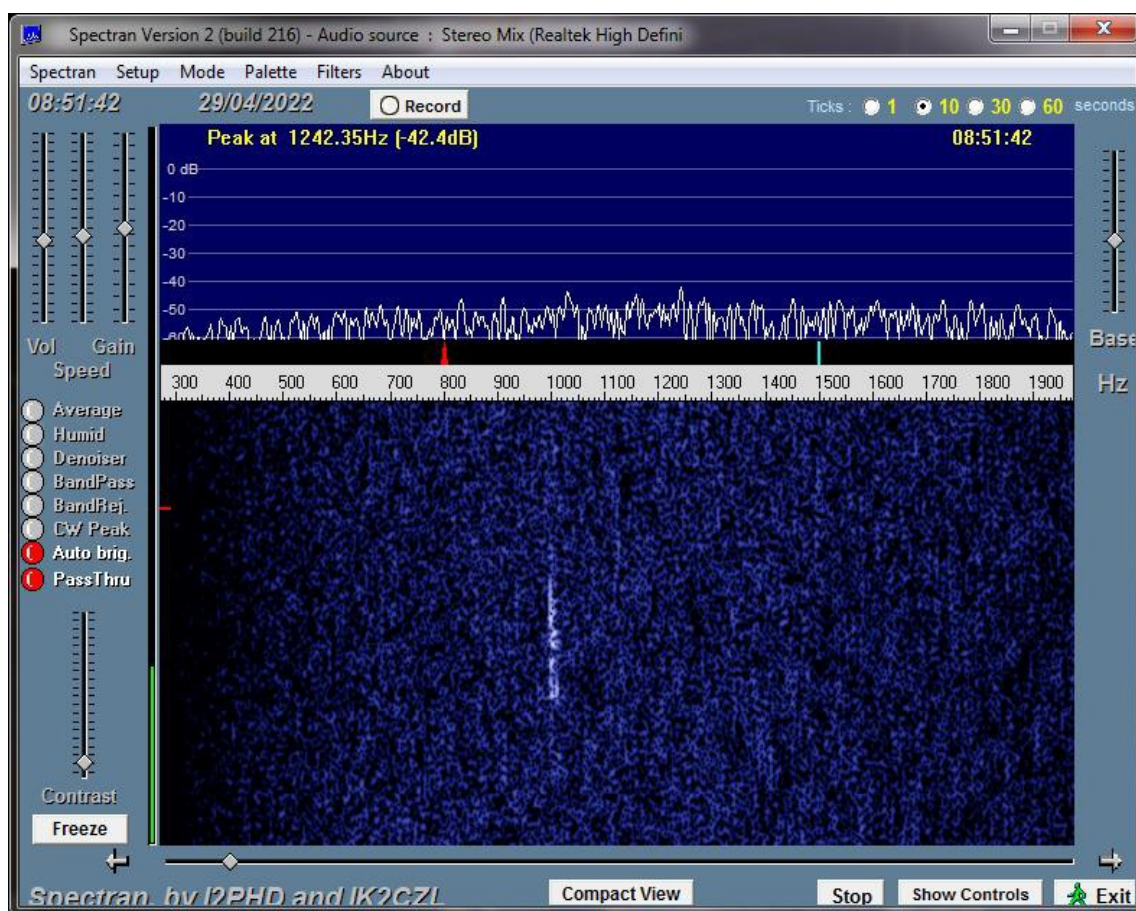 Spectran Version 2 (build 216) - Audio source : Stereo Mix (Realtek High Defini
Spectran Setup Mode Palette Filters About
08:51:42 29/04/2022 Record Ticks : 1 10 30 60 seconds
Peak at 1242.35Hz (-42.4dB) 08:51:42
0 dB
-10
-20
-30
-40
-50
-60
Vol Gain Base
Speed
300 400 500 600 700 800 900 1000 1100 1200 1300 1400 1500 1600 1700 1800 1900 Hz
Average
Humid
Denoiser
BandPass
BandRej.
CW Peak
Auto brig.
PassThru
Contrast
Freeze
Spectran. by I2PHD and IK2CZL Compact View Stop Show Controls Exit